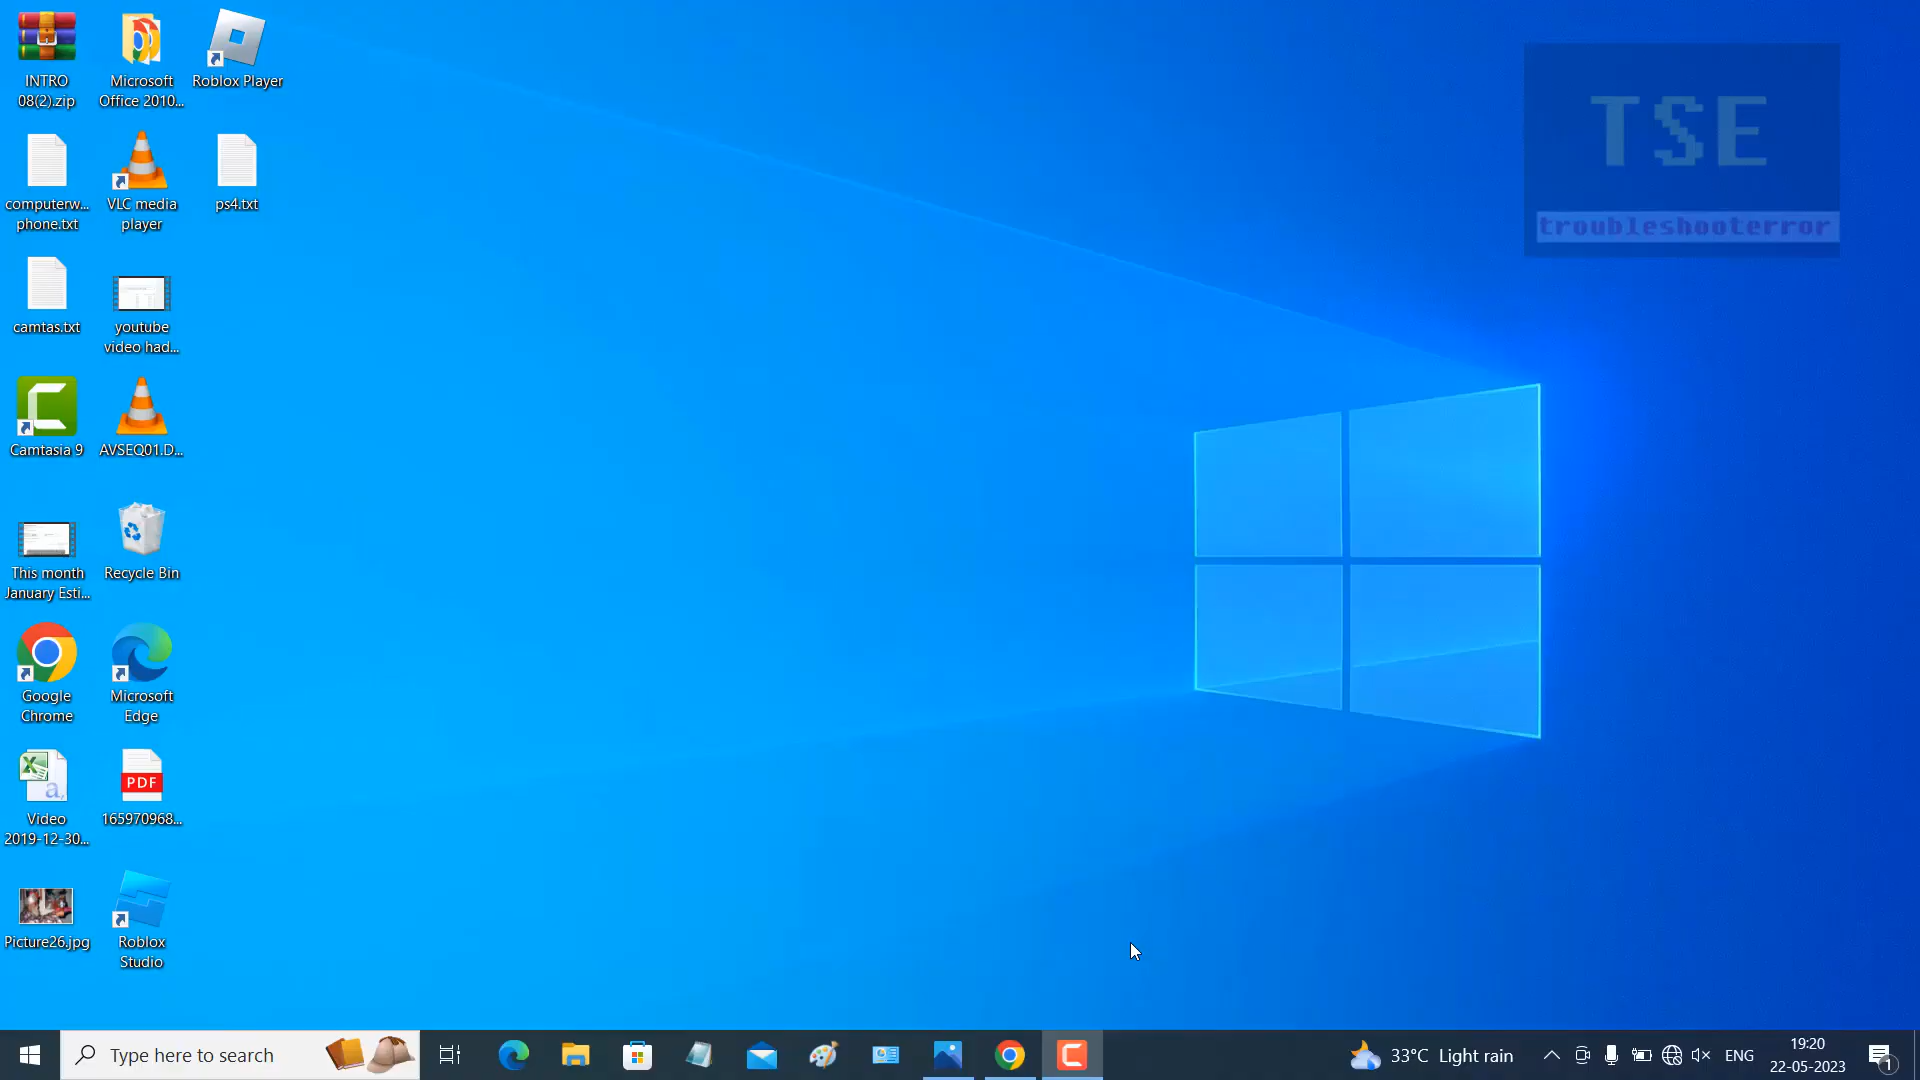 INTRO
08(2).zip
Microsoft
Office 2010...
Roblox Player
computerw...
phone.txt
VLC media
player
ps4.txt
camtas.txt
youtube
video had...
Camtasia 9
AVSEQ01.D...
This month
January Esti...
Recycle Bin
Google
Chrome
Microsoft
Edge
Video
2019-12-30...
PDF
165970968...
Picture26.jpg
Roblox
Studio
TSE
troubleshooterror
Type here to search
33°C Light rain
ENG
19:20
22-05-2023
1